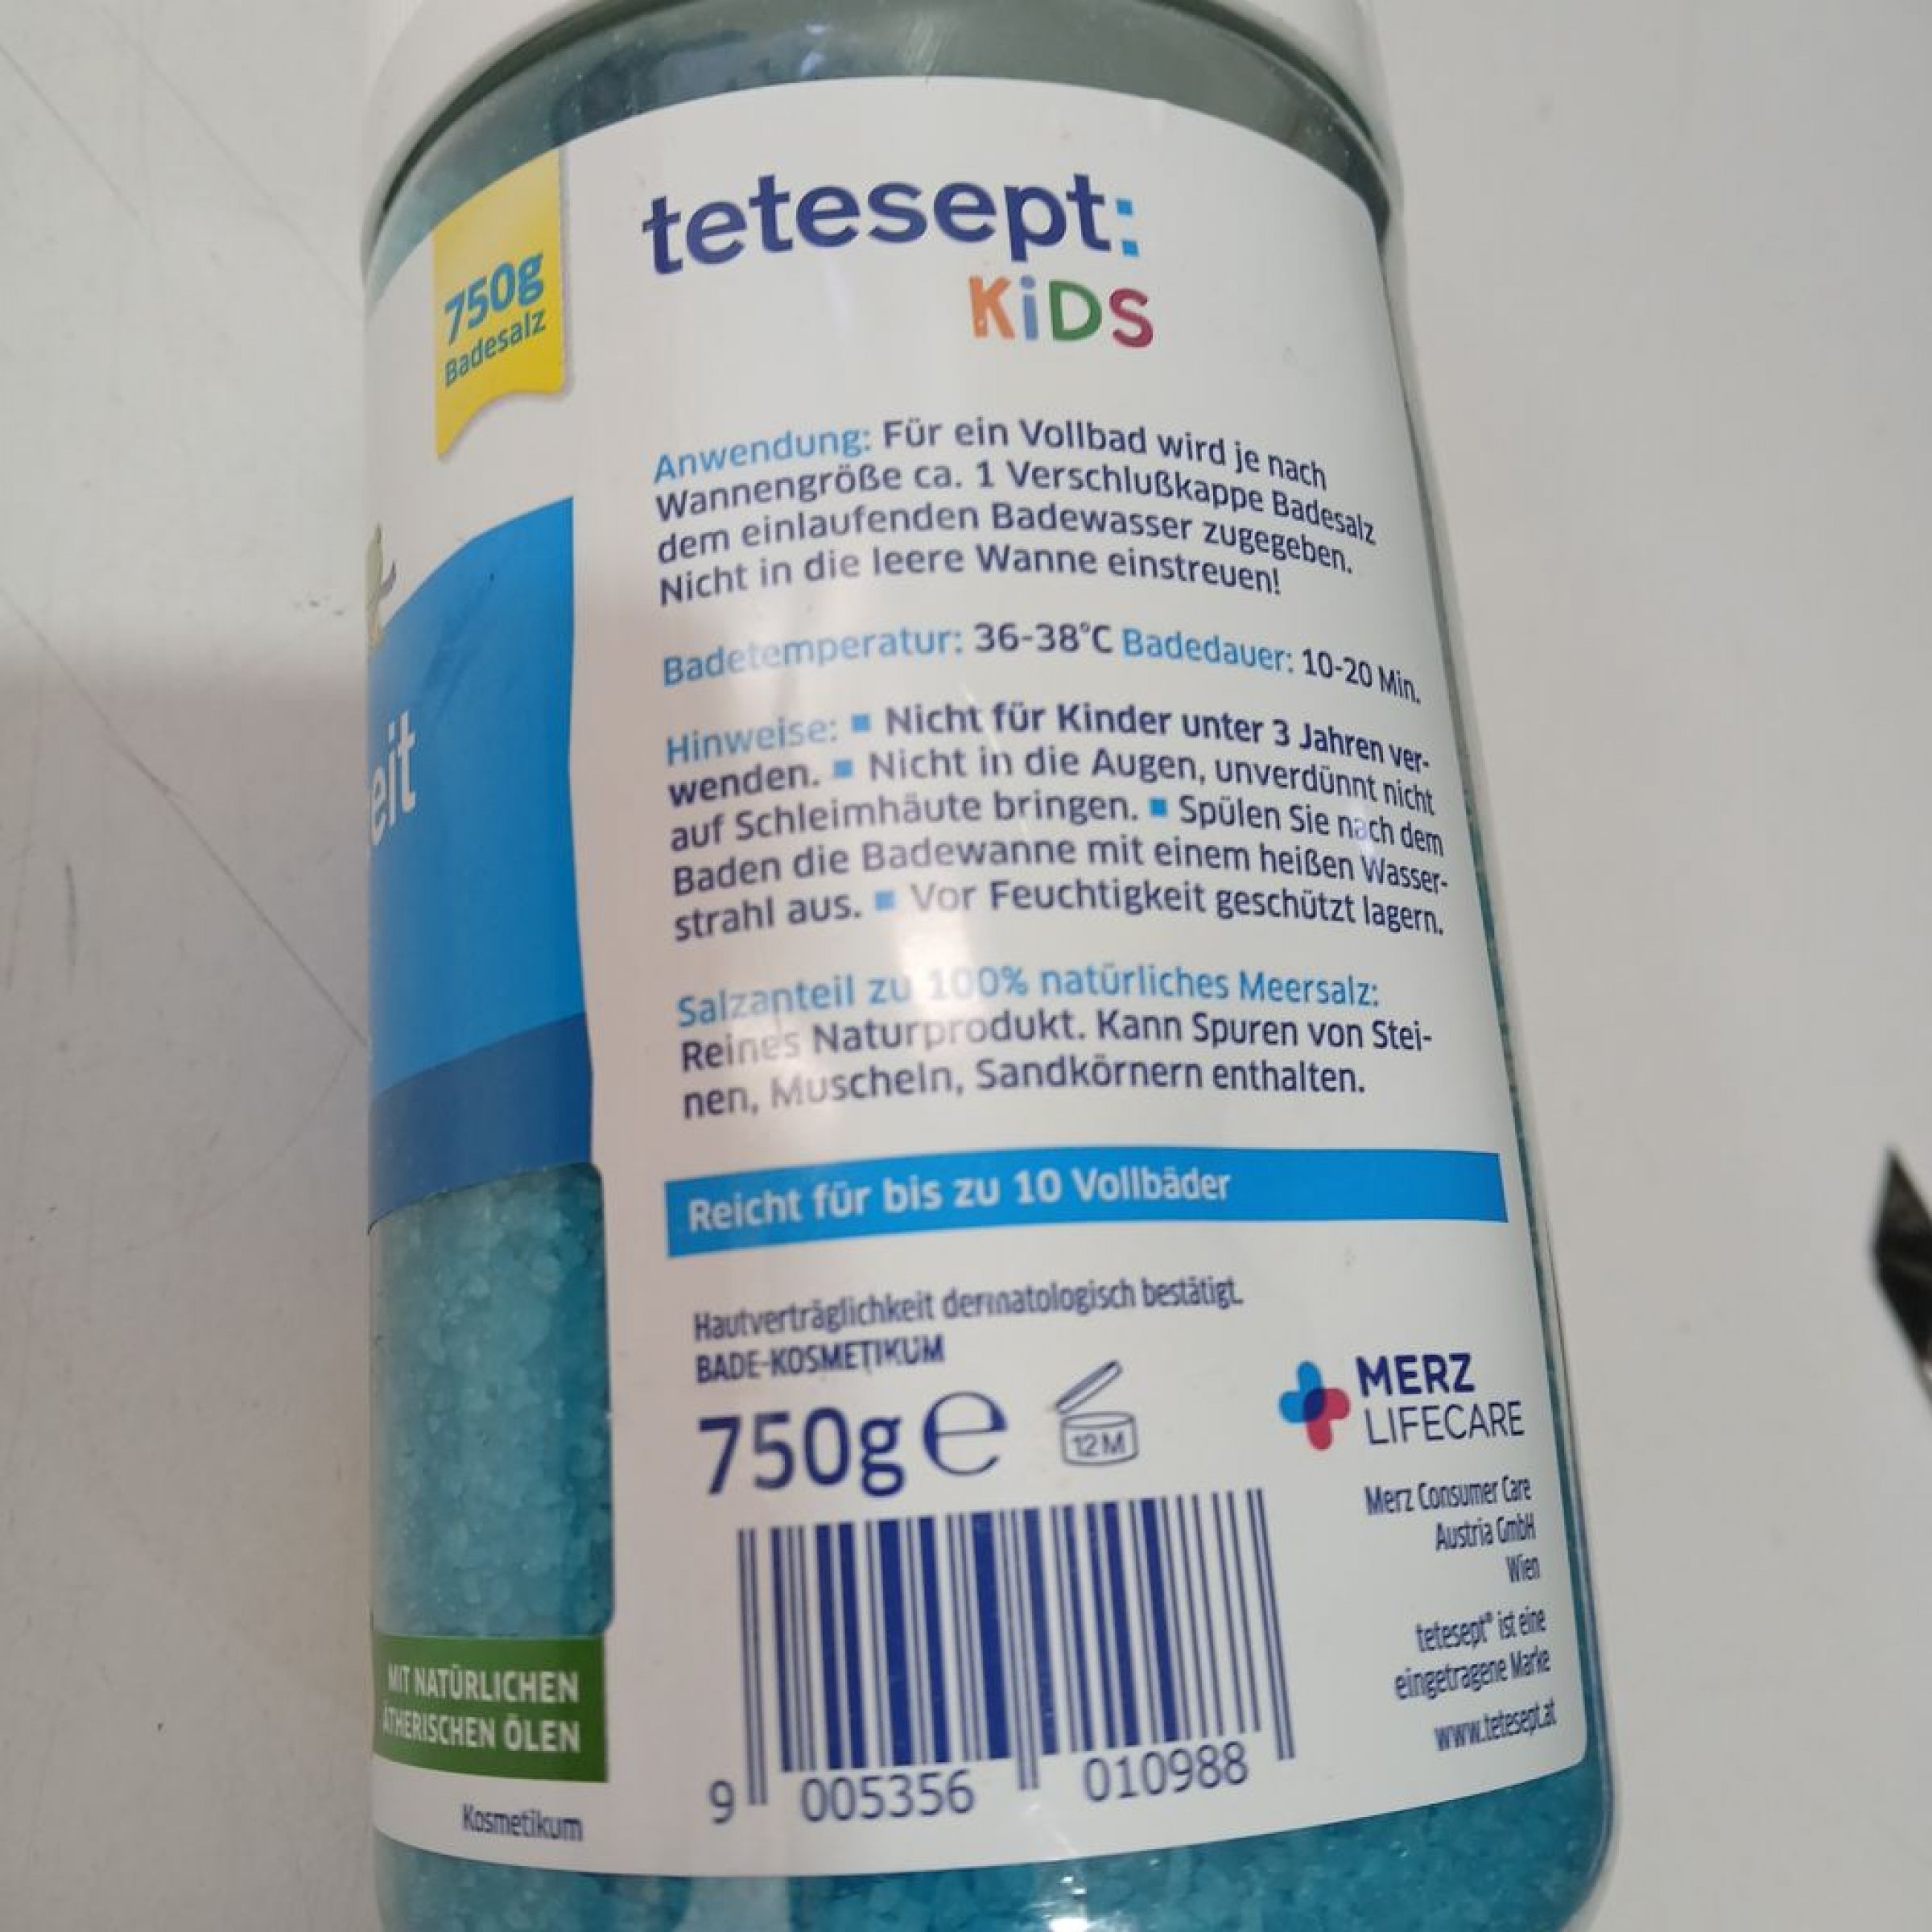 tetesept:
KiDS
750g
Badesalz
Anwendung: Für ein Vollbad wird je nach
Wannengröße ca. 1 Verschlußkappe Badesalz
dem einlaufenden Badewasser zugegeben.
Nicht in die leere Wanne einstreuen!
Badetemperatur: 36-38°C Badedauer: 10-20 Min.
Hinweise: ▪ Nicht für Kinder unter 3 Jahren ver-
wenden. ▪ Nicht in die Augen, unverdünnt nicht
auf Schleimhäute bringen. ▪ Spülen Sie nach dem
Baden die Badewanne mit einem heißen Wasser-
strahl aus. ▪ Vor Feuchtigkeit geschützt lagern.
eit
Salzanteil zu 100% natürliches Meersalz:
Reines Naturprodukt. Kann Spuren von Stei-
nen, Muscheln, Sandkörnern enthalten.
Reicht für bis zu 10 Vollbäder
Hautverträglichkeit dermatologisch bestätigt.
BADE-KOSMETIKUM
750g e
12 M
MERZ
LIFECARE
Merz Consumer Care
Austria GmbH
Wien
tetesept® ist eine
eingetragene Marke
www.tetesept.at
9 005356 010988
MIT NATÜRLICHEN
ÄTHERISCHEN ÖLEN
Kosmetikum